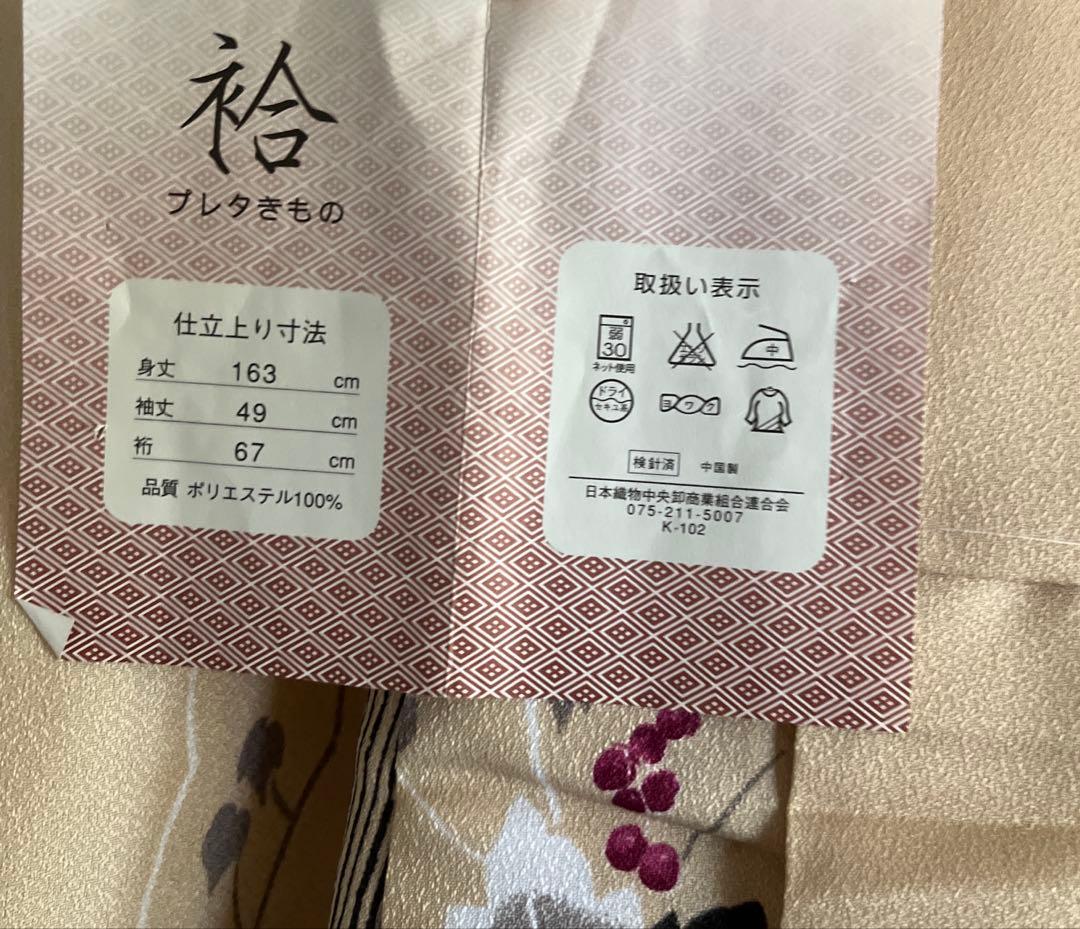 袷
プレタきもの
仕立上り寸法
身丈 163 cm
袖丈 49 cm
裄 67 cm
品質 ポリエステル100%
取扱い表示
弱
30
ネット使用
中
ドライ
セキユ系
ヨワク
検針済 中国製
日本織物中央卸商業組合連合会
075-211-5007
K-102